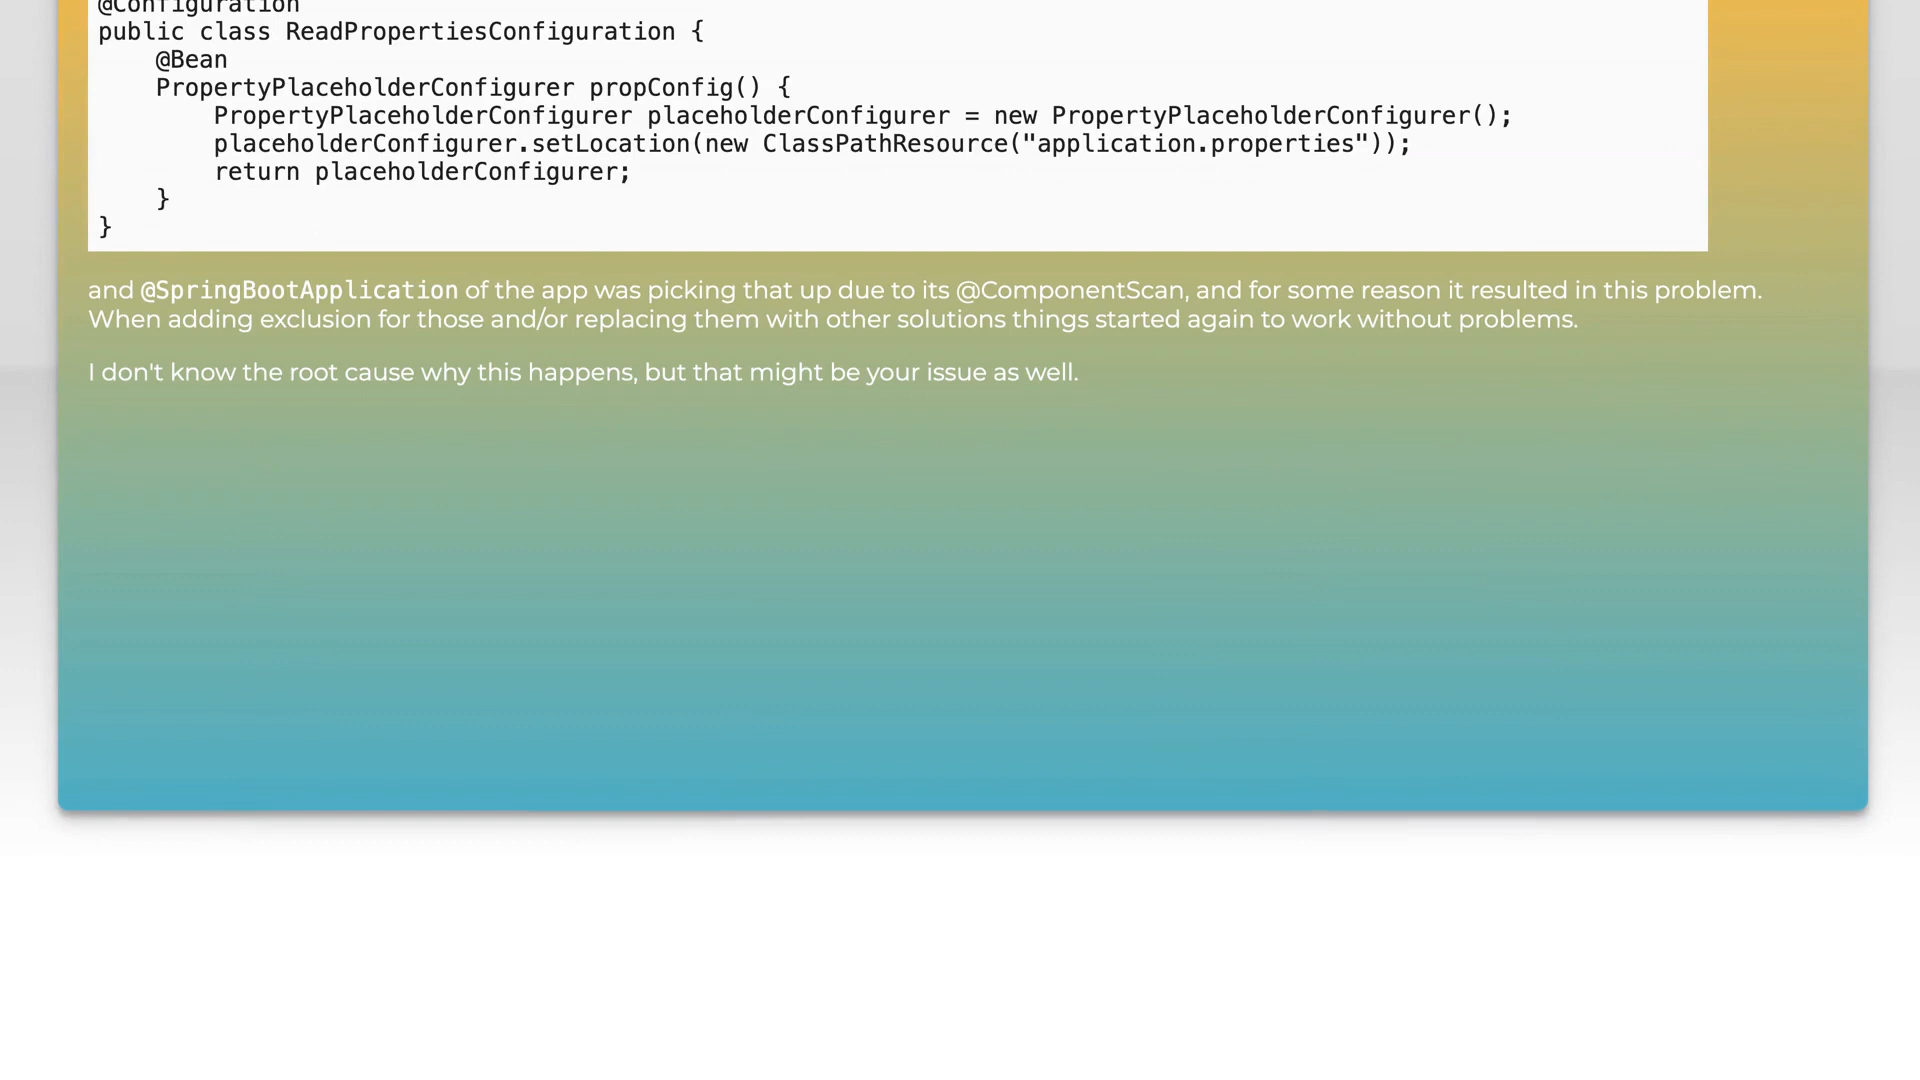 @Configuration
public class ReadPropertiesConfiguration {
    @Bean
    PropertyPlaceholderConfigurer propConfig() {
        PropertyPlaceholderConfigurer placeholderConfigurer = new PropertyPlaceholderConfigurer();
        placeholderConfigurer.setLocation(new ClassPathResource("application.properties"));
        return placeholderConfigurer;
    }
}
and @SpringBootApplication of the app was picking that up due to its @ComponentScan, and for some reason it resulted in this problem.
When adding exclusion for those and/or replacing them with other solutions things started again to work without problems.
I don't know the root cause why this happens, but that might be your issue as well.